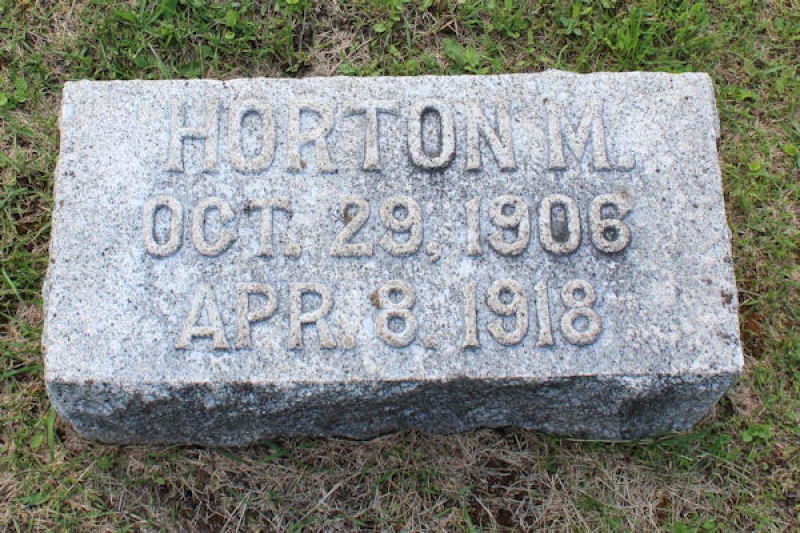 HORTON M.
OCT. 29, 1906
APR. 8. 1918